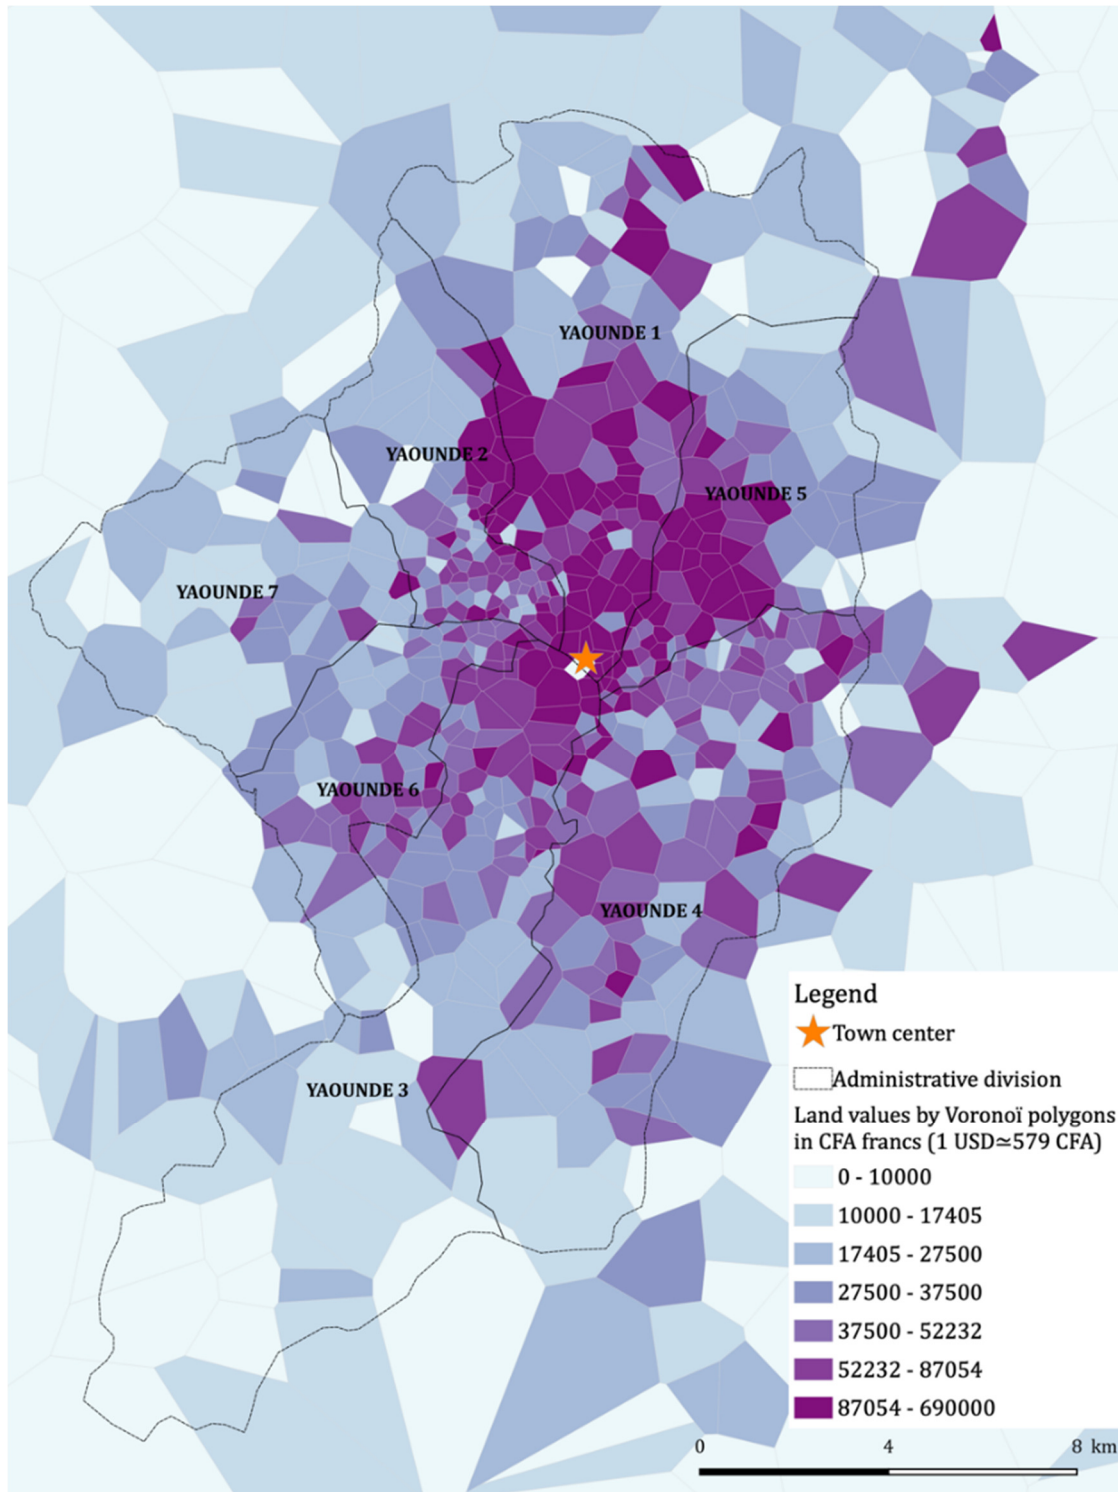 YAOUNDE 1
YAOUNDE 2
YAOUNDE 5
YAOUNDE 7
YAOUNDE 6
YAOUNDE 4
YAOUNDE 3
Legend
Town center
Administrative division
Land values by Voronoï polygons
in CFA francs (1 USD≃579 CFA)
0 - 10000
10000 - 17405
17405 - 27500
27500 - 37500
37500 - 52232
52232 - 87054
87054 - 690000
0 4 8 km